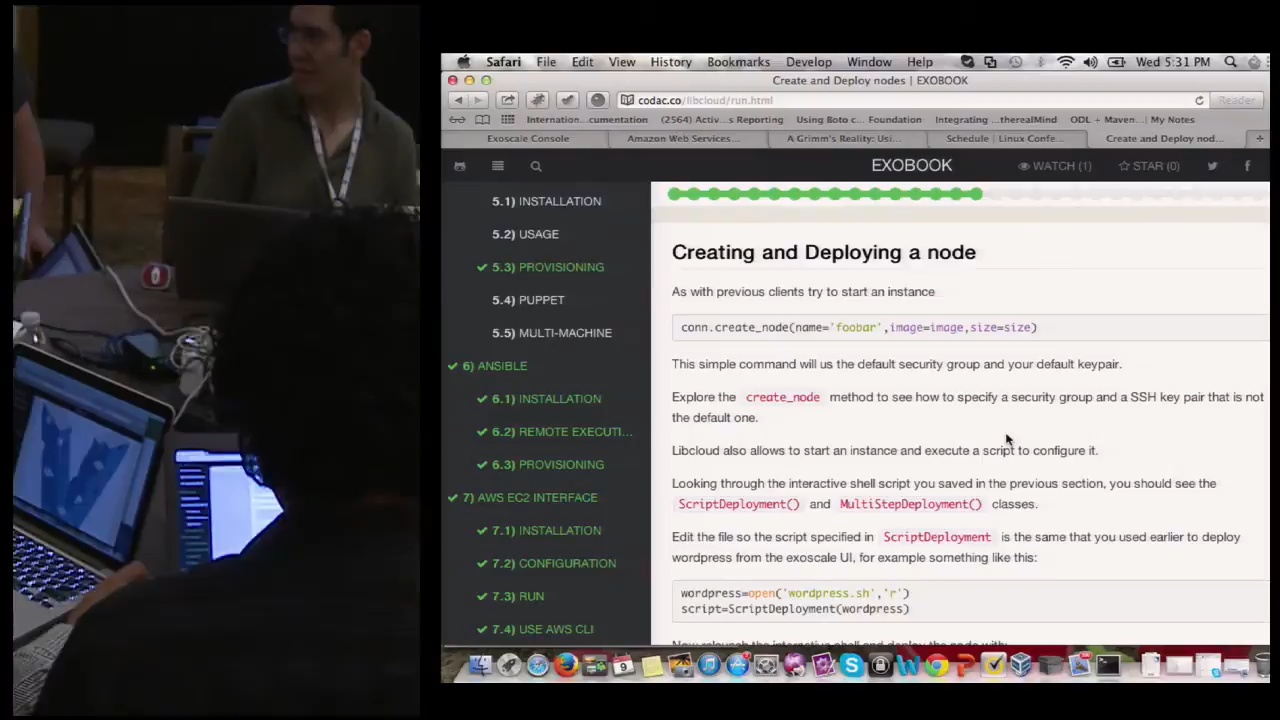 Safari File Edit View History Bookmarks Develop Window Help Wed 5:31 PM
Create and Deploy nodes | EXOBOOK
codac.co/libcloud/run.html Reader
Internation...cumentation (2564) Activ...s Reporting Using Boto c... Foundation Integrating ...therealMind ODL + Maven... | My Notes
Exoscale Console Amazon Web Services... A Grimm's Reality: Usi... Schedule | Linux Confe... Create and Deploy nod...
EXOBOOK WATCH (1) STAR (0)
5.1) INSTALLATION
5.2) USAGE
5.3) PROVISIONING
5.4) PUPPET
5.5) MULTI-MACHINE
6) ANSIBLE
6.1) INSTALLATION
6.2) REMOTE EXECUTI...
6.3) PROVISIONING
7) AWS EC2 INTERFACE
7.1) INSTALLATION
7.2) CONFIGURATION
7.3) RUN
7.4) USE AWS CLI
Creating and Deploying a node
As with previous clients try to start an instance
conn.create_node(name='foobar',image=image,size=size)
This simple command will us the default security group and your default keypair.
Explore the create_node method to see how to specify a security group and a SSH key pair that is not
the default one.
Libcloud also allows to start an instance and execute a script to configure it.
Looking through the interactive shell script you saved in the previous section, you should see the
ScriptDeployment() and MultiStepDeployment() classes.
Edit the file so the script specified in ScriptDeployment is the same that you used earlier to deploy
wordpress from the exoscale UI, for example something like this:
wordpress=open('wordpress.sh','r')
script=ScriptDeployment(wordpress)
Now relaunch the interactive shell and deploy the node with: